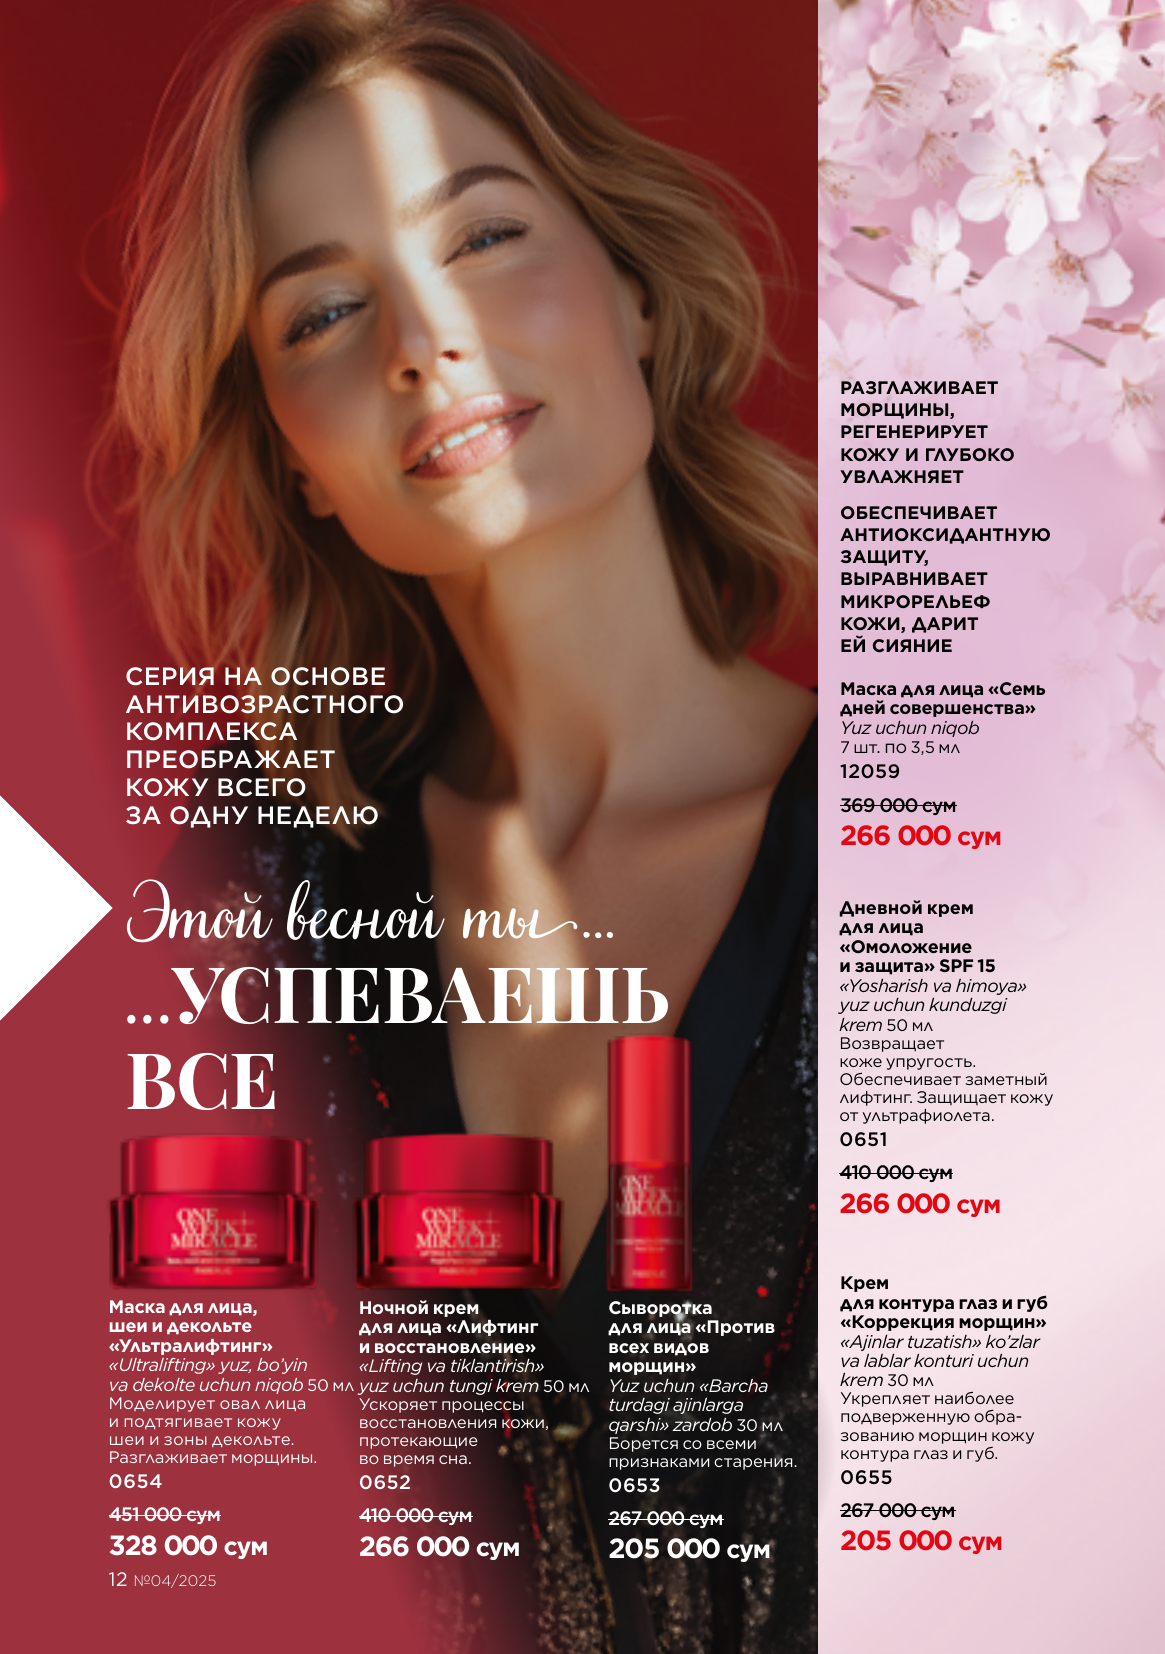 СЕРИЯ НА ОСНОВЕ
АНТИВОЗРАСТНОГО
КОМПЛЕКСА
ПРЕОБРАЖАЕТ
КОЖУ ВСЕГО
ЗА ОДНУ НЕДЕЛЮ
Этой весной ты...
...УСПЕВАЕШЬ
ВСЕ
ONE
WEEK+
MIRACLE
ONE
WEEK+
MIRACLE
ONE
WEEK+
MIRACLE
Маска для лица,
шеи и декольте
«Ультралифтинг»
«Ultralifting» yuz, bo'yin
va dekolte uchun niqob 50 мл
Моделирует овал лица
и подтягивает кожу
шеи и зоны декольте.
Разглаживает морщины.
0654
451 000 сум
328 000 сум
Ночной крем
для лица «Лифтинг
и восстановление»
«Lifting va tiklantirish»
yuz uchun tungi krem 50 мл
Ускоряет процессы
восстановления кожи,
протекающие
во время сна.
0652
410 000 сум
266 000 сум
Сыворотка
для лица «Против
всех видов
морщин»
Yuz uchun «Barcha
turdagi ajinlarga
qarshi» zardob 30 мл
Борется со всеми
признаками старения.
0653
267 000 сум
205 000 сум
12 №04/2025
РАЗГЛАЖИВАЕТ
МОРЩИНЫ,
РЕГЕНЕРИРУЕТ
КОЖУ И ГЛУБОКО
УВЛАЖНЯЕТ
ОБЕСПЕЧИВАЕТ
АНТИОКСИДАНТНУЮ
ЗАЩИТУ,
ВЫРАВНИВАЕТ
МИКРОРЕЛЬЕФ
КОЖИ, ДАРИТ
ЕЙ СИЯНИЕ
Маска для лица «Семь
дней совершенства»
Yuz uchun niqob
7 шт. по 3,5 мл
12059
369 000 сум
266 000 сум
Дневной крем
для лица
«Омоложение
и защита» SPF 15
«Yosharish va himoya»
yuz uchun kunduzgi
krem 50 мл
Возвращает
коже упругость.
Обеспечивает заметный
лифтинг. Защищает кожу
от ультрафиолета.
0651
410 000 сум
266 000 сум
Крем
для контура глаз и губ
«Коррекция морщин»
«Ajinlar tuzatish» ko'zlar
va lablar konturi uchun
krem 30 мл
Укрепляет наиболее
подверженную обра-
зованию морщин кожу
контура глаз и губ.
0655
267 000 сум
205 000 сум